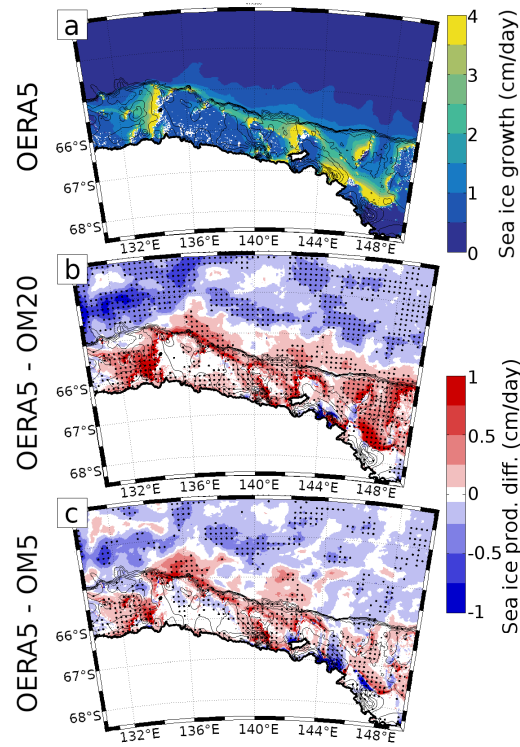 a
OERA5
66°S
67°S
68°S
132°E
136°E
140°E
144°E
148°E
4
3
2
1
0
Sea ice growth (cm/day)
b
OERA5 - OM20
66°S
67°S
68°S
132°E
136°E
140°E
144°E
148°E
c
OERA5 - OM5
66°S
67°S
68°S
132°E
136°E
140°E
144°E
148°E
1
0.5
0
-0.5
-1
Sea ice prod. diff. (cm/day)